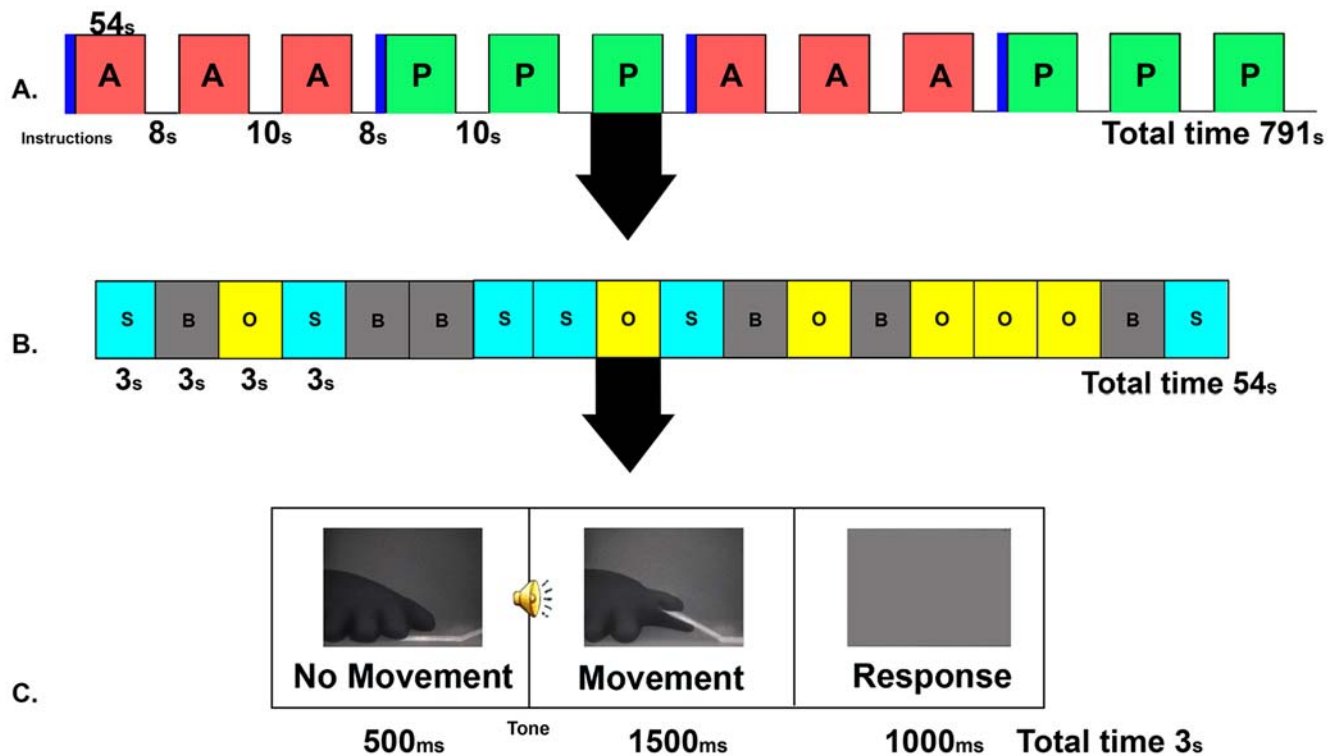 54s
A A A P P P A A A P P P
A.
Instructions 8s 10s 8s 10s Total time 791s
S B O S B B S S O S B O B O O O B S
B.
3s 3s 3s 3s Total time 54s
No Movement Movement Response
C.
500ms Tone 1500ms 1000ms Total time 3s